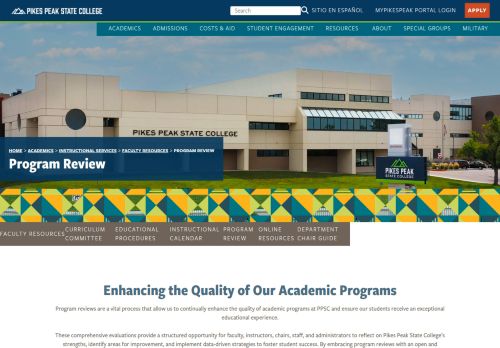 PIKES PEAK STATE COLLEGE
Search
SITIO EN ESPAÑOL
MYPIKESPEAK PORTAL LOGIN
APPLY
ACADEMICS ADMISSIONS COSTS & AID STUDENT ENGAGEMENT RESOURCES ABOUT SPECIAL GROUPS MILITARY
PIKES PEAK STATE COLLEGE
HOME > ACADEMICS > INSTRUCTIONAL SERVICES > FACULTY RESOURCES > PROGRAM REVIEW
Program Review
PIKES PEAK
STATE COLLEGE
FACULTY RESOURCES
CURRICULUM
COMMITTEE
EDUCATIONAL
PROCEDURES
INSTRUCTIONAL
CALENDAR
PROGRAM
REVIEW
ONLINE
RESOURCES
DEPARTMENT
CHAIR GUIDE
Enhancing the Quality of Our Academic Programs
Program reviews are a vital process that allow us to continually enhance the quality of academic programs at PPSC and ensure our students receive an exceptional
educational experience.
These comprehensive evaluations provide a structured opportunity for faculty, instructors, chairs, staff, and administrators to reflect on Pikes Peak State College's
strengths, identify areas for improvement, and implement data-driven strategies to foster student success. By embracing program reviews with an open and